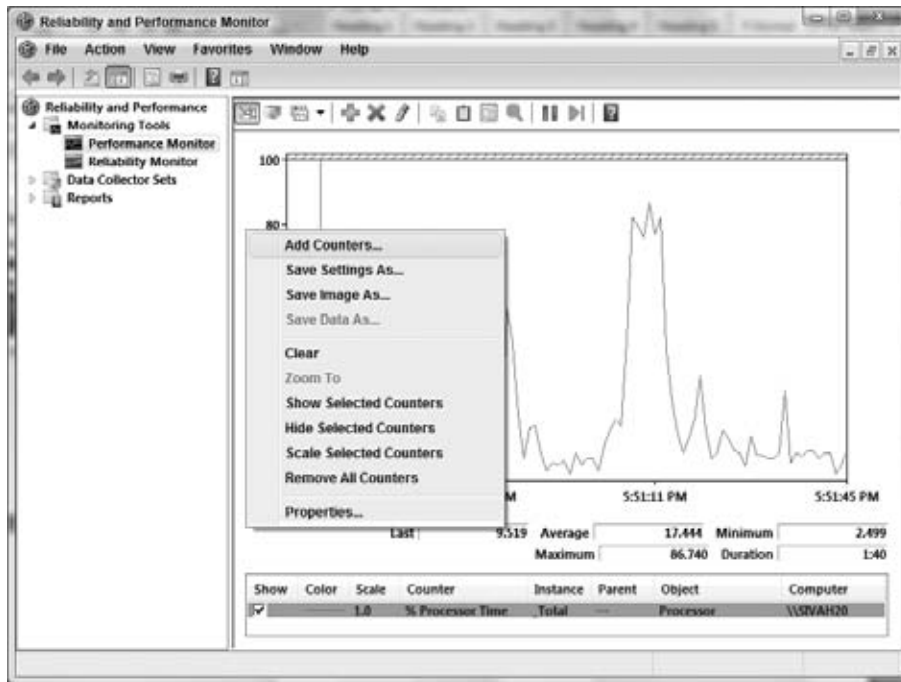 Reliability and Performance Monitor
File Action View Favorites Window Help
Reliability and Performance
Monitoring Tools
Performance Monitor
Reliability Monitor
Data Collector Sets
Reports
100
80
Add Counters...
Save Settings As...
Save Image As...
Save Data As...
Clear
Zoom To
Show Selected Counters
Hide Selected Counters
Scale Selected Counters
Remove All Counters
Properties...
M 5:51:11 PM 5:51:45 PM
Last 9.519 Average 17.444 Minimum 2.499
Maximum 86.740 Duration 1:40
Show Color Scale Counter Instance Parent Object Computer
1.0 % Processor Time _Total --- Processor \\SIVAH20